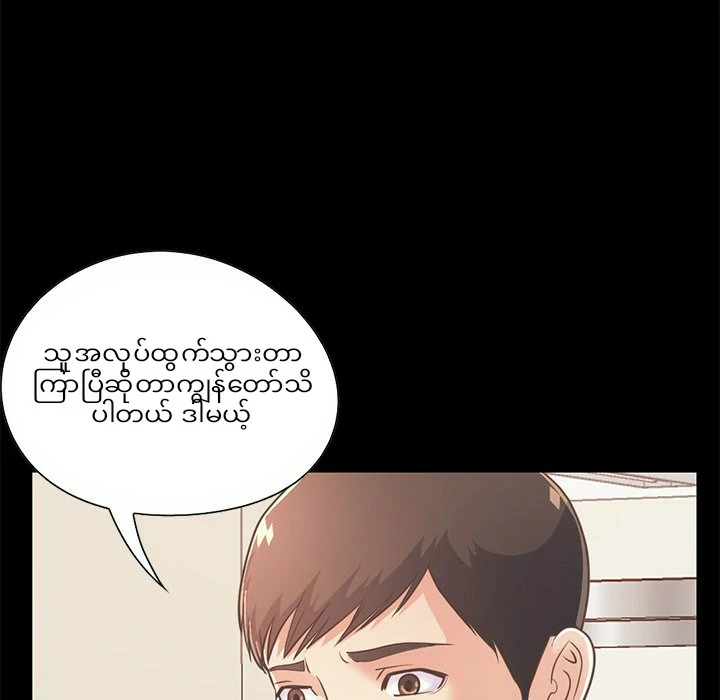 သူအလုပ်ထွက်သွားတာ
ကြာပြီဆိုတာကျွန်တော်သိ
ပါတယ် ဒါမယ့်